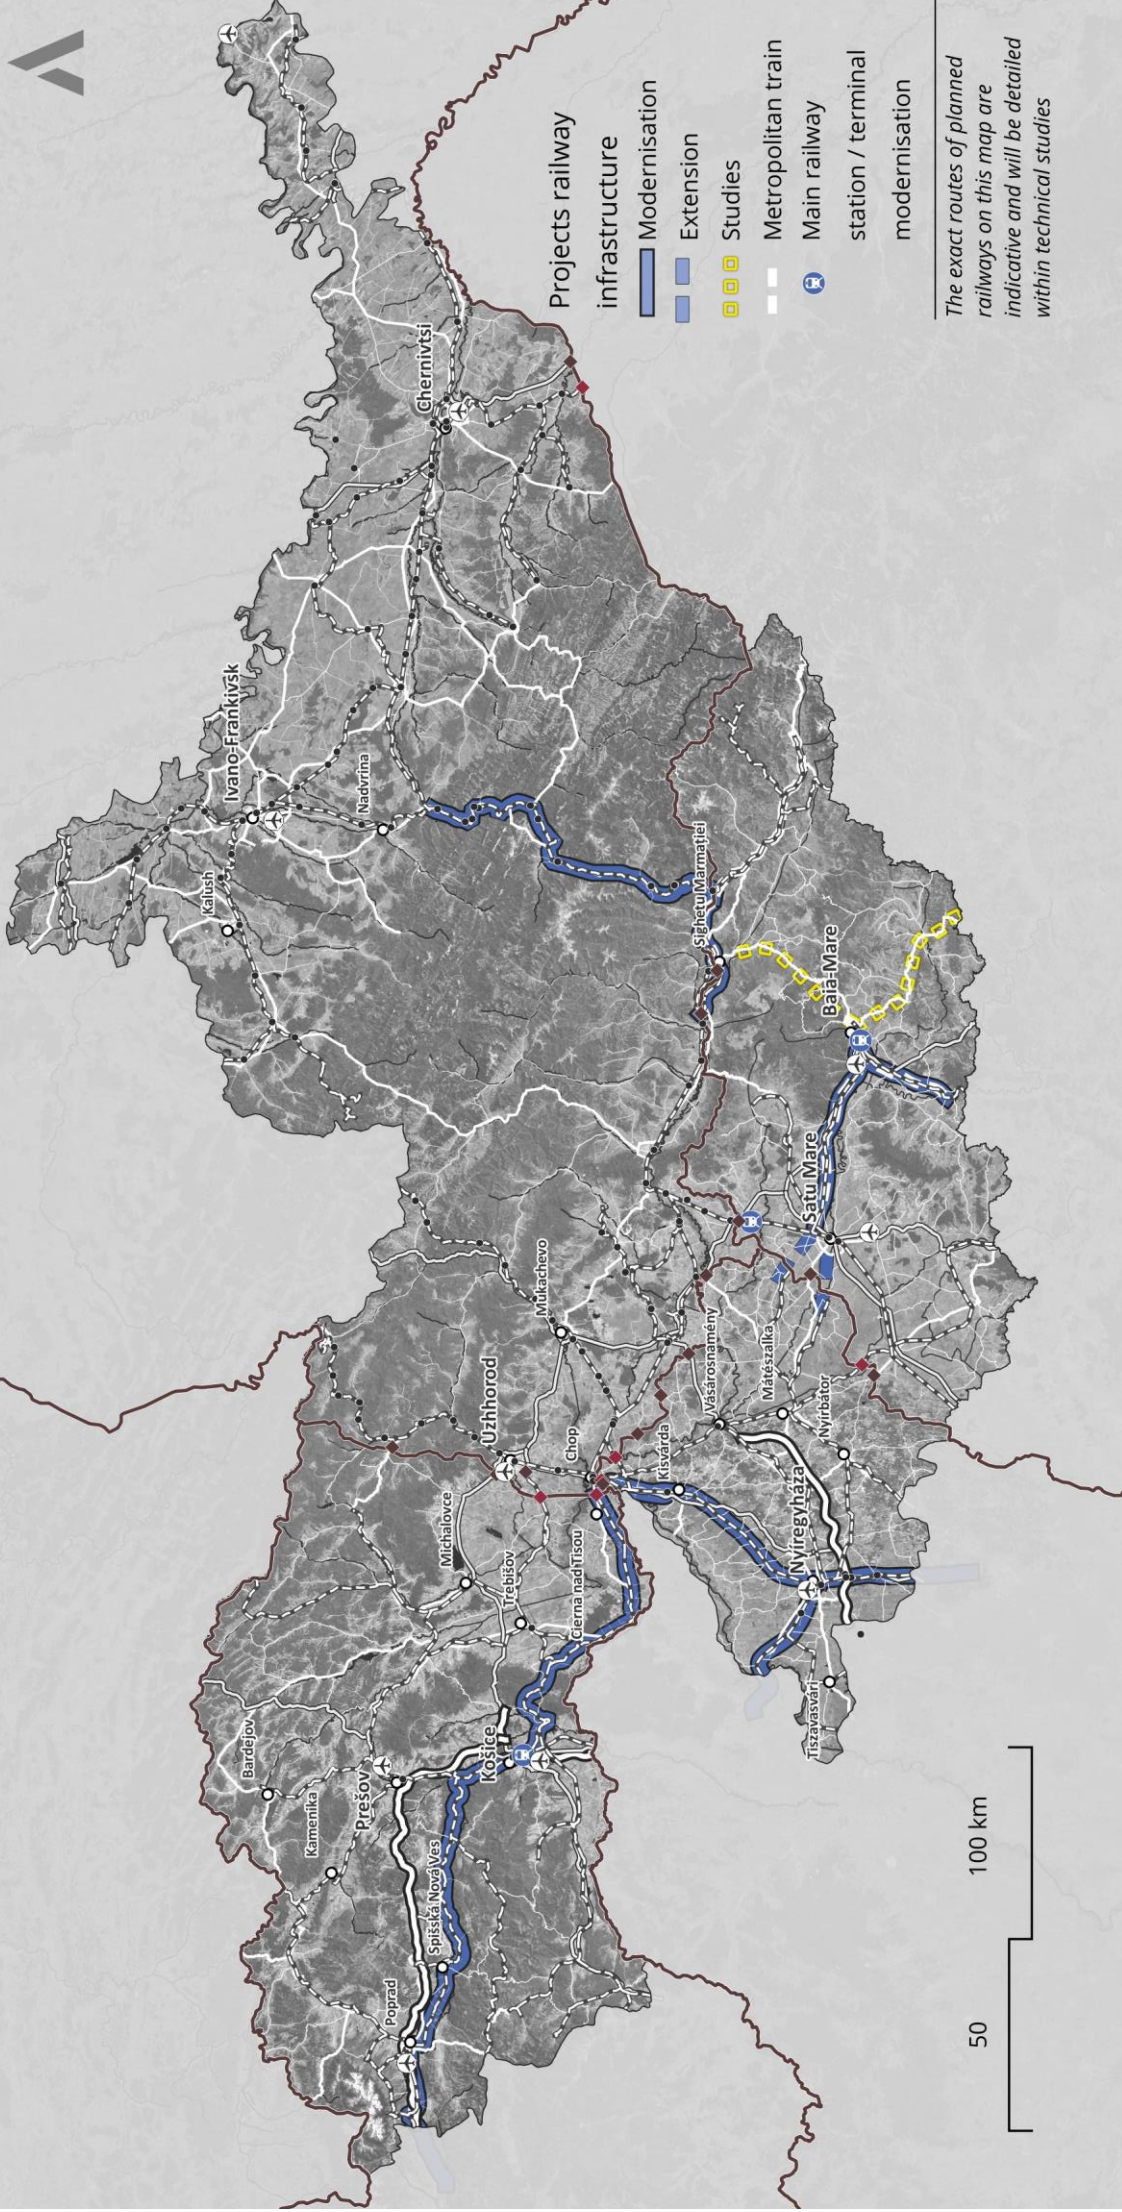 Ivano-Frankivsk
Kalush
Nadvrina
Chernivtsi
Uzhhorod
Mukachevo
Chop
Michalovce
Trebišov
Cierna nad Tisou
Bardejov
Kamenika
Prešov
Košice
Spišská Nová Ves
Poprad
Sighetu Marmației
Baia-Mare
Satu Mare
Vásárosnamény
Mátészalka
Nyírbátor
Kisvárda
Nyíregyháza
Tiszavasvári
50
100 km
Projects railway
infrastructure
Modernisation
Extension
Studies
Metropolitan train
Main railway
station / terminal
modernisation
The exact routes of planned
railways on this map are
indicative and will be detailed
within technical studies